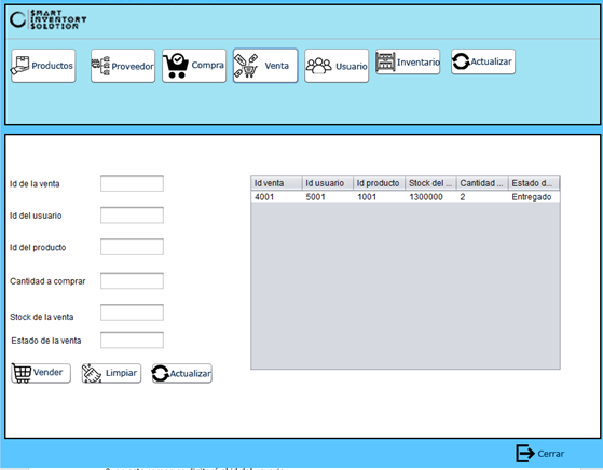 SMART
INVENTORY
SOLUTION
Productos Proveedor Compra Venta Usuario Inventario Actualizar
Id de la venta
Id del usuario
Id del producto
Cantidad a comprar
Stock de la venta
Estado de la venta
Vender Limpiar Actualizar
Id venta Id usuario Id producto Stock del ... Cantidad ... Estado d...
4001 5001 1001 1300000 2 Entregado
Cerrar